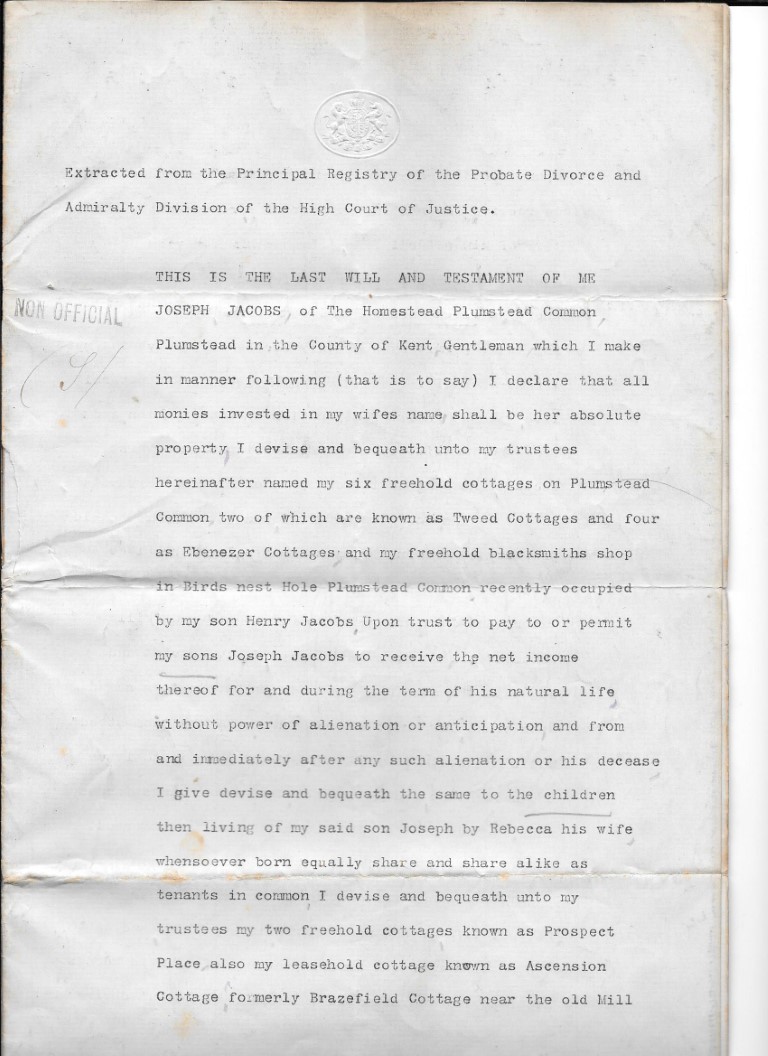 Extracted from the Principal Registry of the Probate Divorce and
Admiralty Division of the High Court of Justice.
THIS IS THE LAST WILL AND TESTAMENT OF ME
NON OFFICIAL
JOSEPH JACOBS, of The Homestead Plumstead Common,
Plumstead in the County of Kent Gentleman which I make
in manner following (that is to say) I declare that all
monies invested in my wifes name, shall be her absolute
property, I devise and bequeath unto my trustees
hereinafter named my six freehold cottages on Plumstead
Common, two of which are known as Tweed Cottages and four
as Ebenezer Cottages and my freehold blacksmiths shop
in Birds nest Hole Plumstead Common recently occupied
by my son Henry Jacobs Upon trust to pay to or permit
my sons Joseph Jacobs to receive the net income
thereof for and during the term of his natural life
without power of alienation or anticipation and from
and immediately after any such alienation or his decease
I give devise and bequeath the same to the children
then living of my said son Joseph by Rebecca his wife
whensoever born equally share and share alike as
tenants in common I devise and bequeath unto my
trustees my two freehold cottages known as Prospect
Place also my leasehold cottage known as Ascension
Cottage formerly Brazefield Cottage near the old Mill